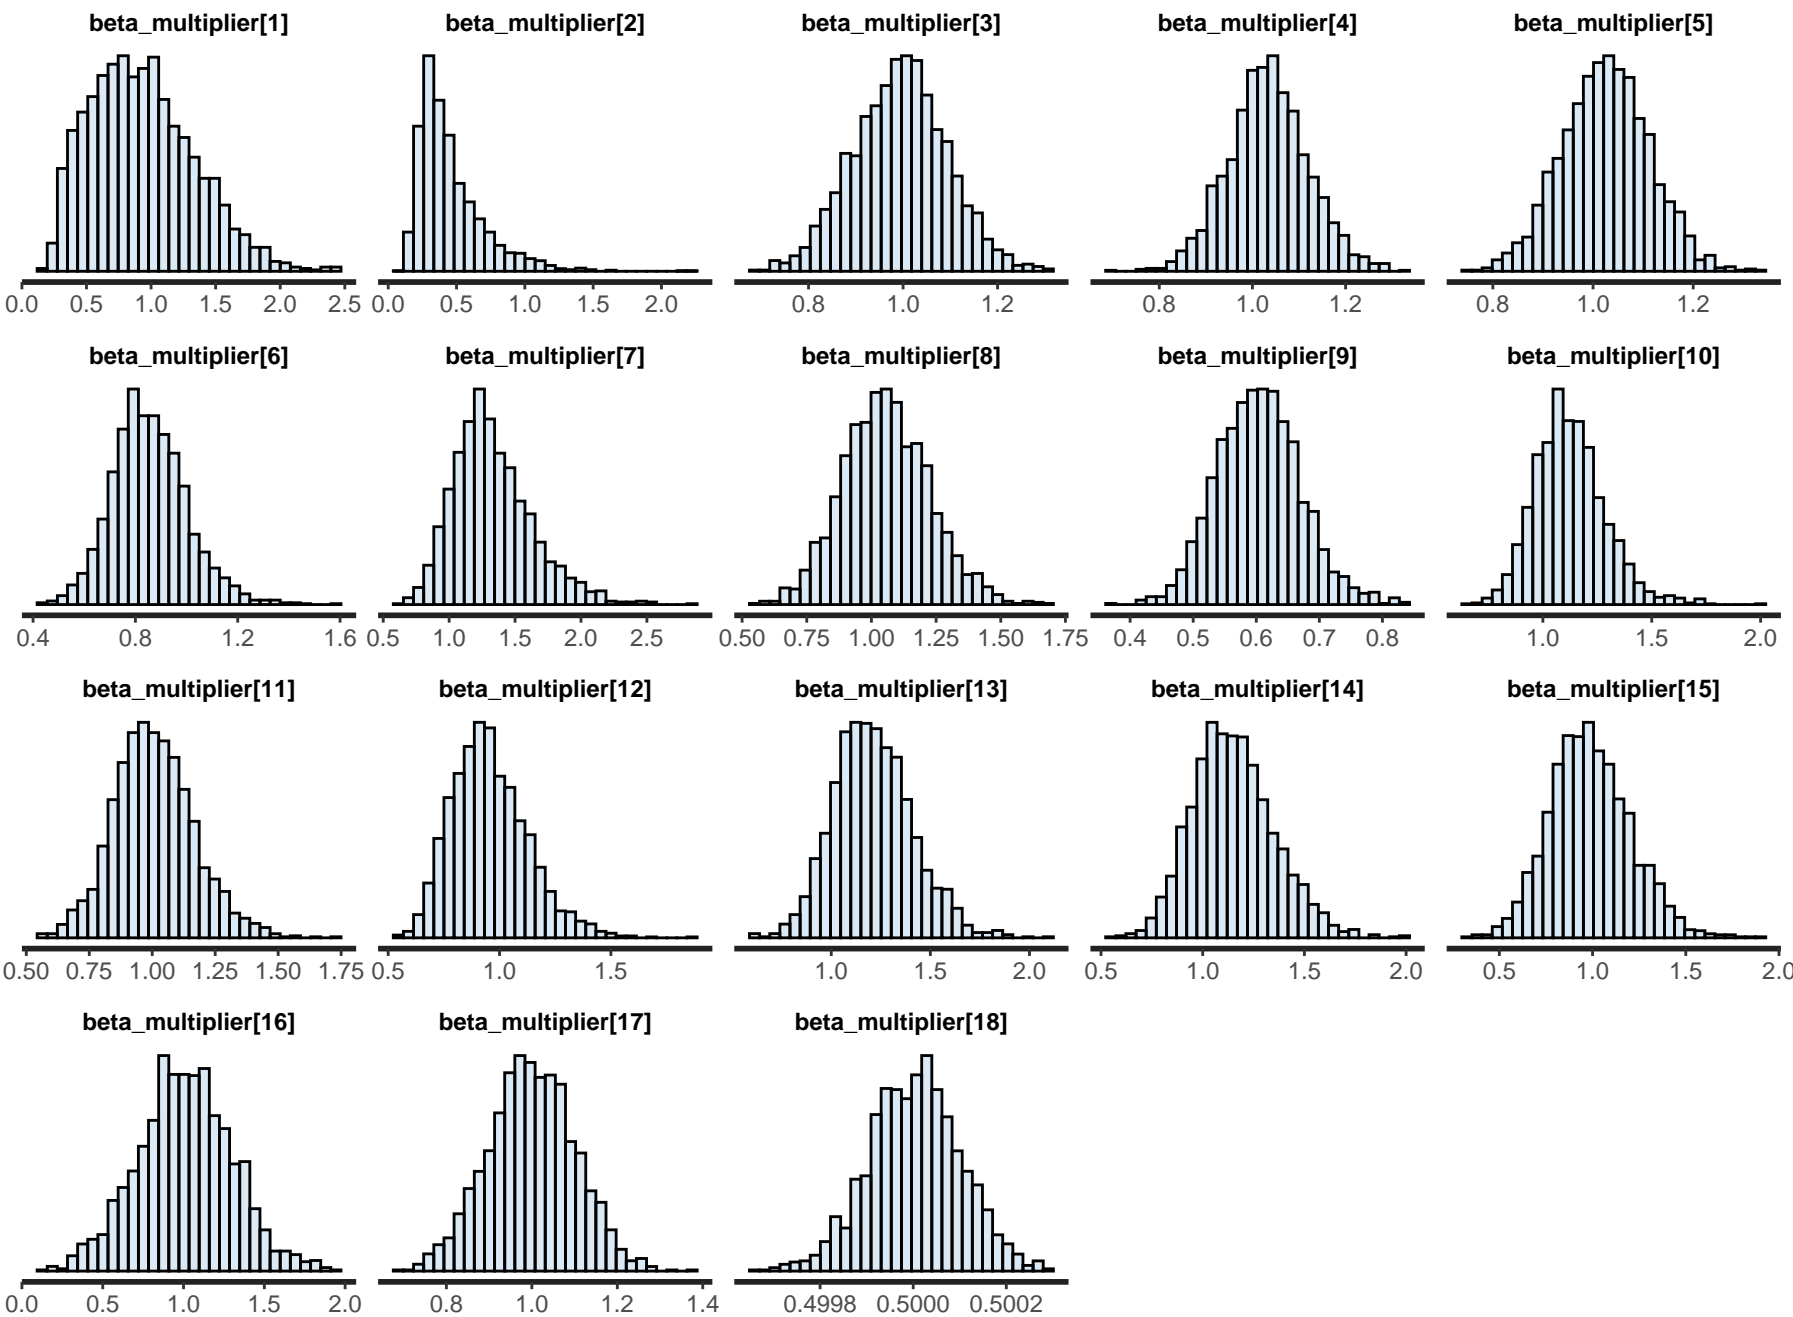 beta_multiplier[1] beta_multiplier[2] beta_multiplier[3] beta_multiplier[4] beta_multiplier[5]
0.0 0.5 1.0 1.5 2.0 2.5 0.0 0.5 1.0 1.5 2.0 0.8 1.0 1.2 0.8 1.0 1.2 0.8 1.0 1.2
beta_multiplier[6] beta_multiplier[7] beta_multiplier[8] beta_multiplier[9] beta_multiplier[10]
0.4 0.8 1.2 1.6 0.5 1.0 1.5 2.0 2.5 0.50 0.75 1.00 1.25 1.50 1.75 0.4 0.5 0.6 0.7 0.8 1.0 1.5 2.0
beta_multiplier[11] beta_multiplier[12] beta_multiplier[13] beta_multiplier[14] beta_multiplier[15]
0.50 0.75 1.00 1.25 1.50 1.75 0.5 1.0 1.5 1.0 1.5 2.0 0.5 1.0 1.5 2.0 0.5 1.0 1.5 2.0
beta_multiplier[16] beta_multiplier[17] beta_multiplier[18]
0.0 0.5 1.0 1.5 2.0 0.8 1.0 1.2 1.4 0.4998 0.5000 0.5002